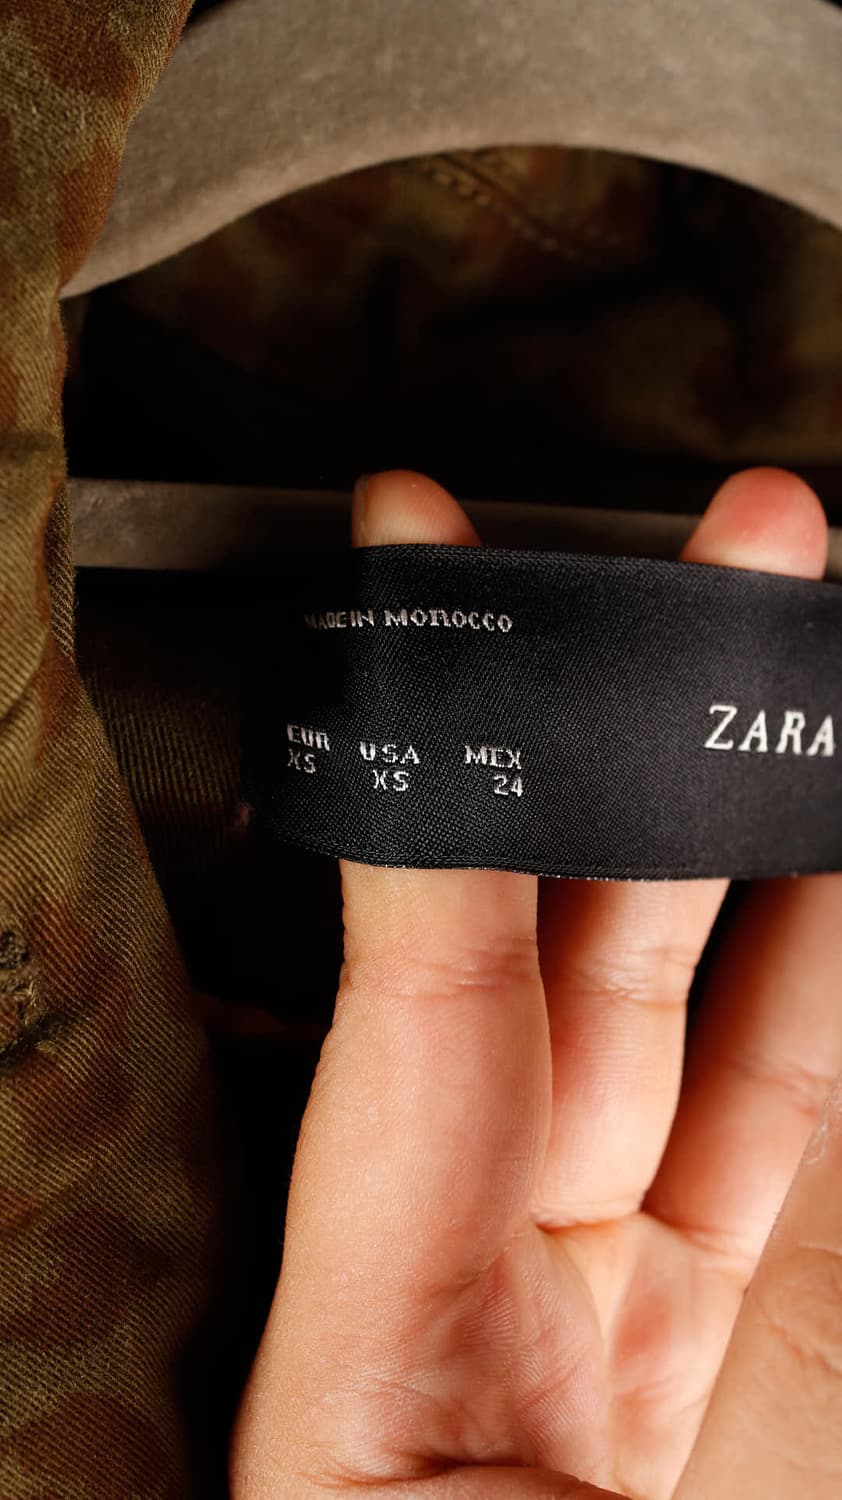 MADE IN MOROCCO
ZARA
EUR USA MEX
XS XS 24